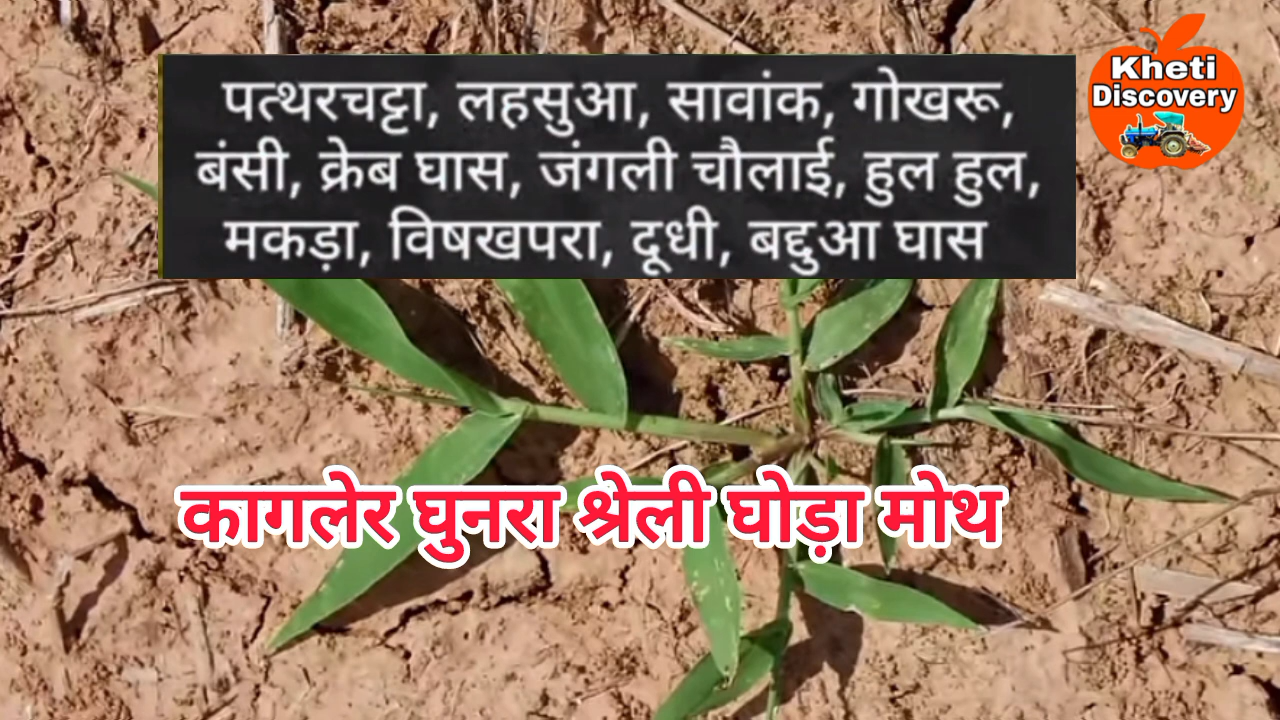 पत्थरचट्टा, लहसुआ, सावांक, गोखरू,
बंसी, क्रेब घास, जंगली चौलाई, हुल हुल,
मकड़ा, विषखपरा, दूधी, बद्दुआ घास
Kheti
Discovery
कागलेर घुनरा श्रेली घोड़ा मोथ